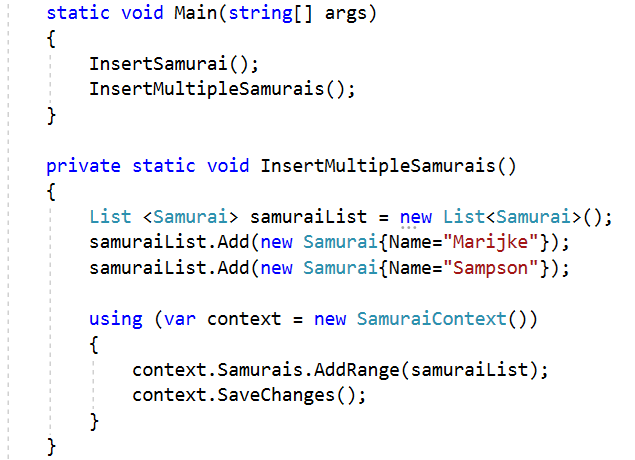 static void Main(string[] args)
{
    InsertSamurai();
    InsertMultipleSamurais();
}

private static void InsertMultipleSamurais()
{
    List <Samurai> samuraiList = new List<Samurai>();
    samuraiList.Add(new Samurai{Name="Marijke"});
    samuraiList.Add(new Samurai{Name="Sampson"});

    using (var context = new SamuraiContext())
    {
        context.Samurais.AddRange(samuraiList);
        context.SaveChanges();
    }
}